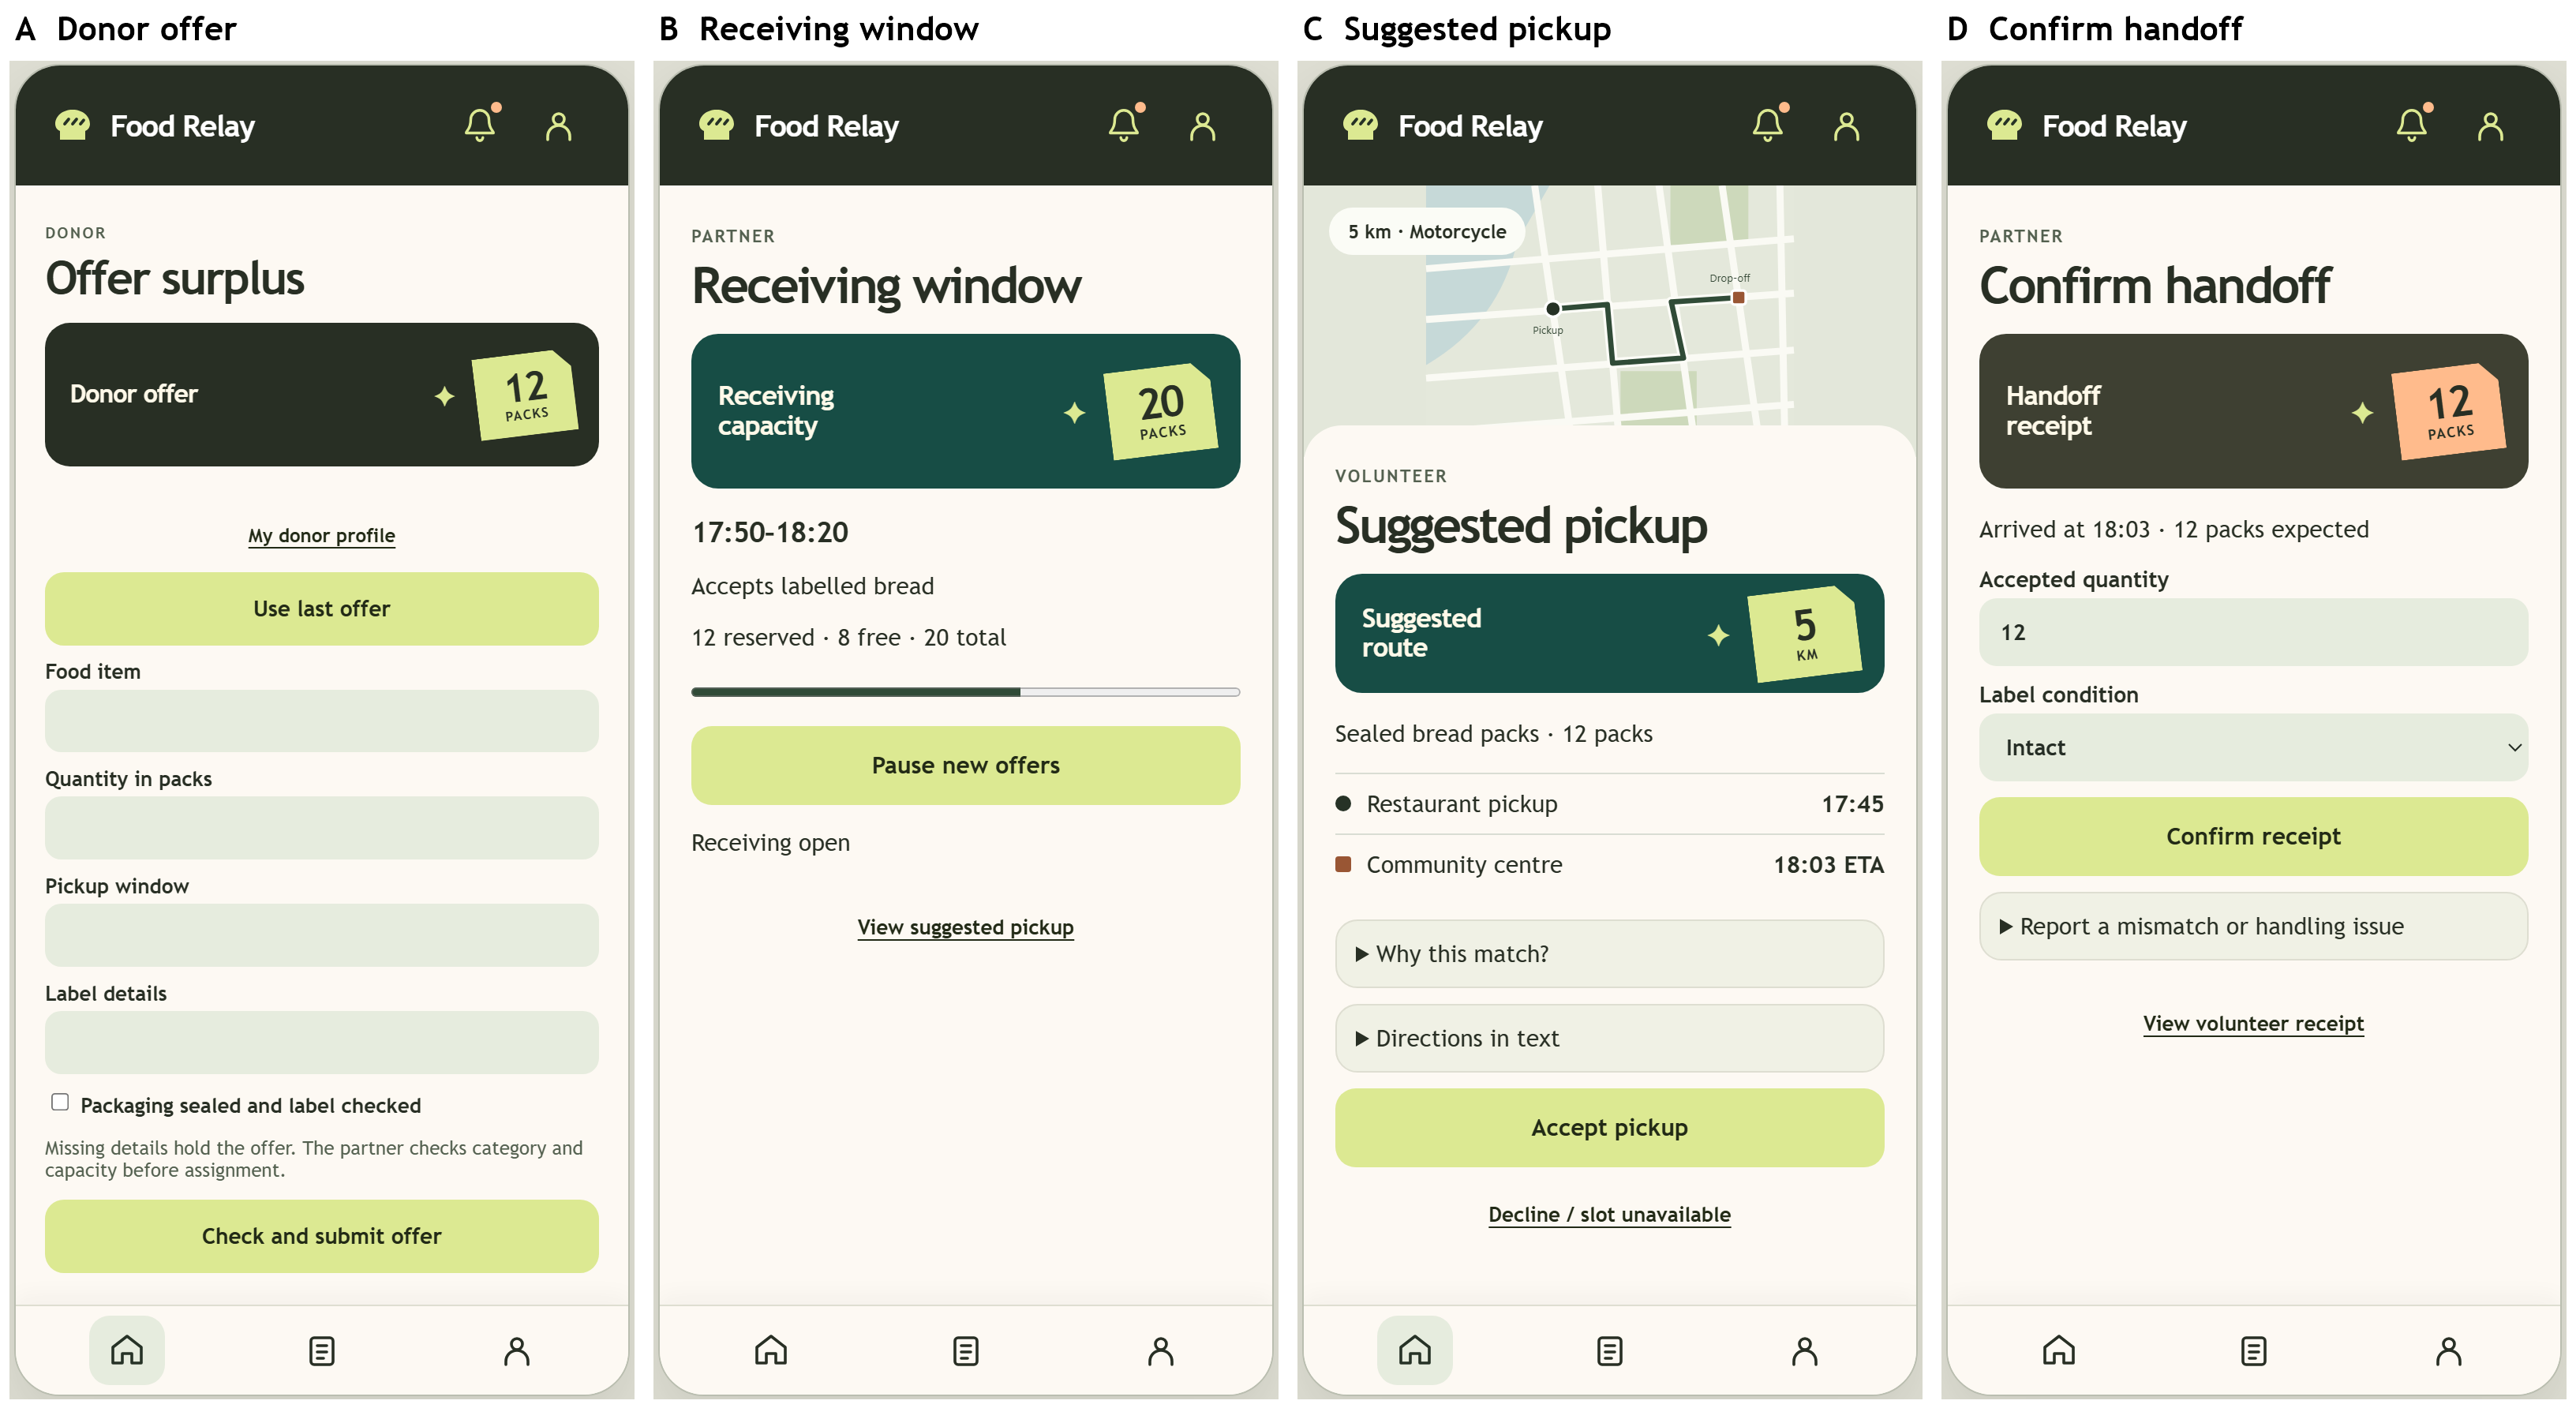 A Donor offer
Food Relay
DONOR
Offer surplus
Donor offer
12
PACKS
My donor profile
Use last offer
Food item
Quantity in packs
Pickup window
Label details
Packaging sealed and label checked
Missing details hold the offer. The partner checks category and
capacity before assignment.
Check and submit offer
B Receiving window
Food Relay
PARTNER
Receiving window
Receiving
capacity
20
PACKS
17:50–18:20
Accepts labelled bread
12 reserved · 8 free · 20 total
Pause new offers
Receiving open
View suggested pickup
C Suggested pickup
Food Relay
5 km · Motorcycle
Drop-off
Pickup
VOLUNTEER
Suggested pickup
Suggested
route
5
KM
Sealed bread packs · 12 packs
Restaurant pickup 17:45
Community centre 18:03 ETA
Why this match?
Directions in text
Accept pickup
Decline / slot unavailable
D Confirm handoff
Food Relay
PARTNER
Confirm handoff
Handoff
receipt
12
PACKS
Arrived at 18:03 · 12 packs expected
Accepted quantity
12
Label condition
Intact
Confirm receipt
Report a mismatch or handling issue
View volunteer receipt